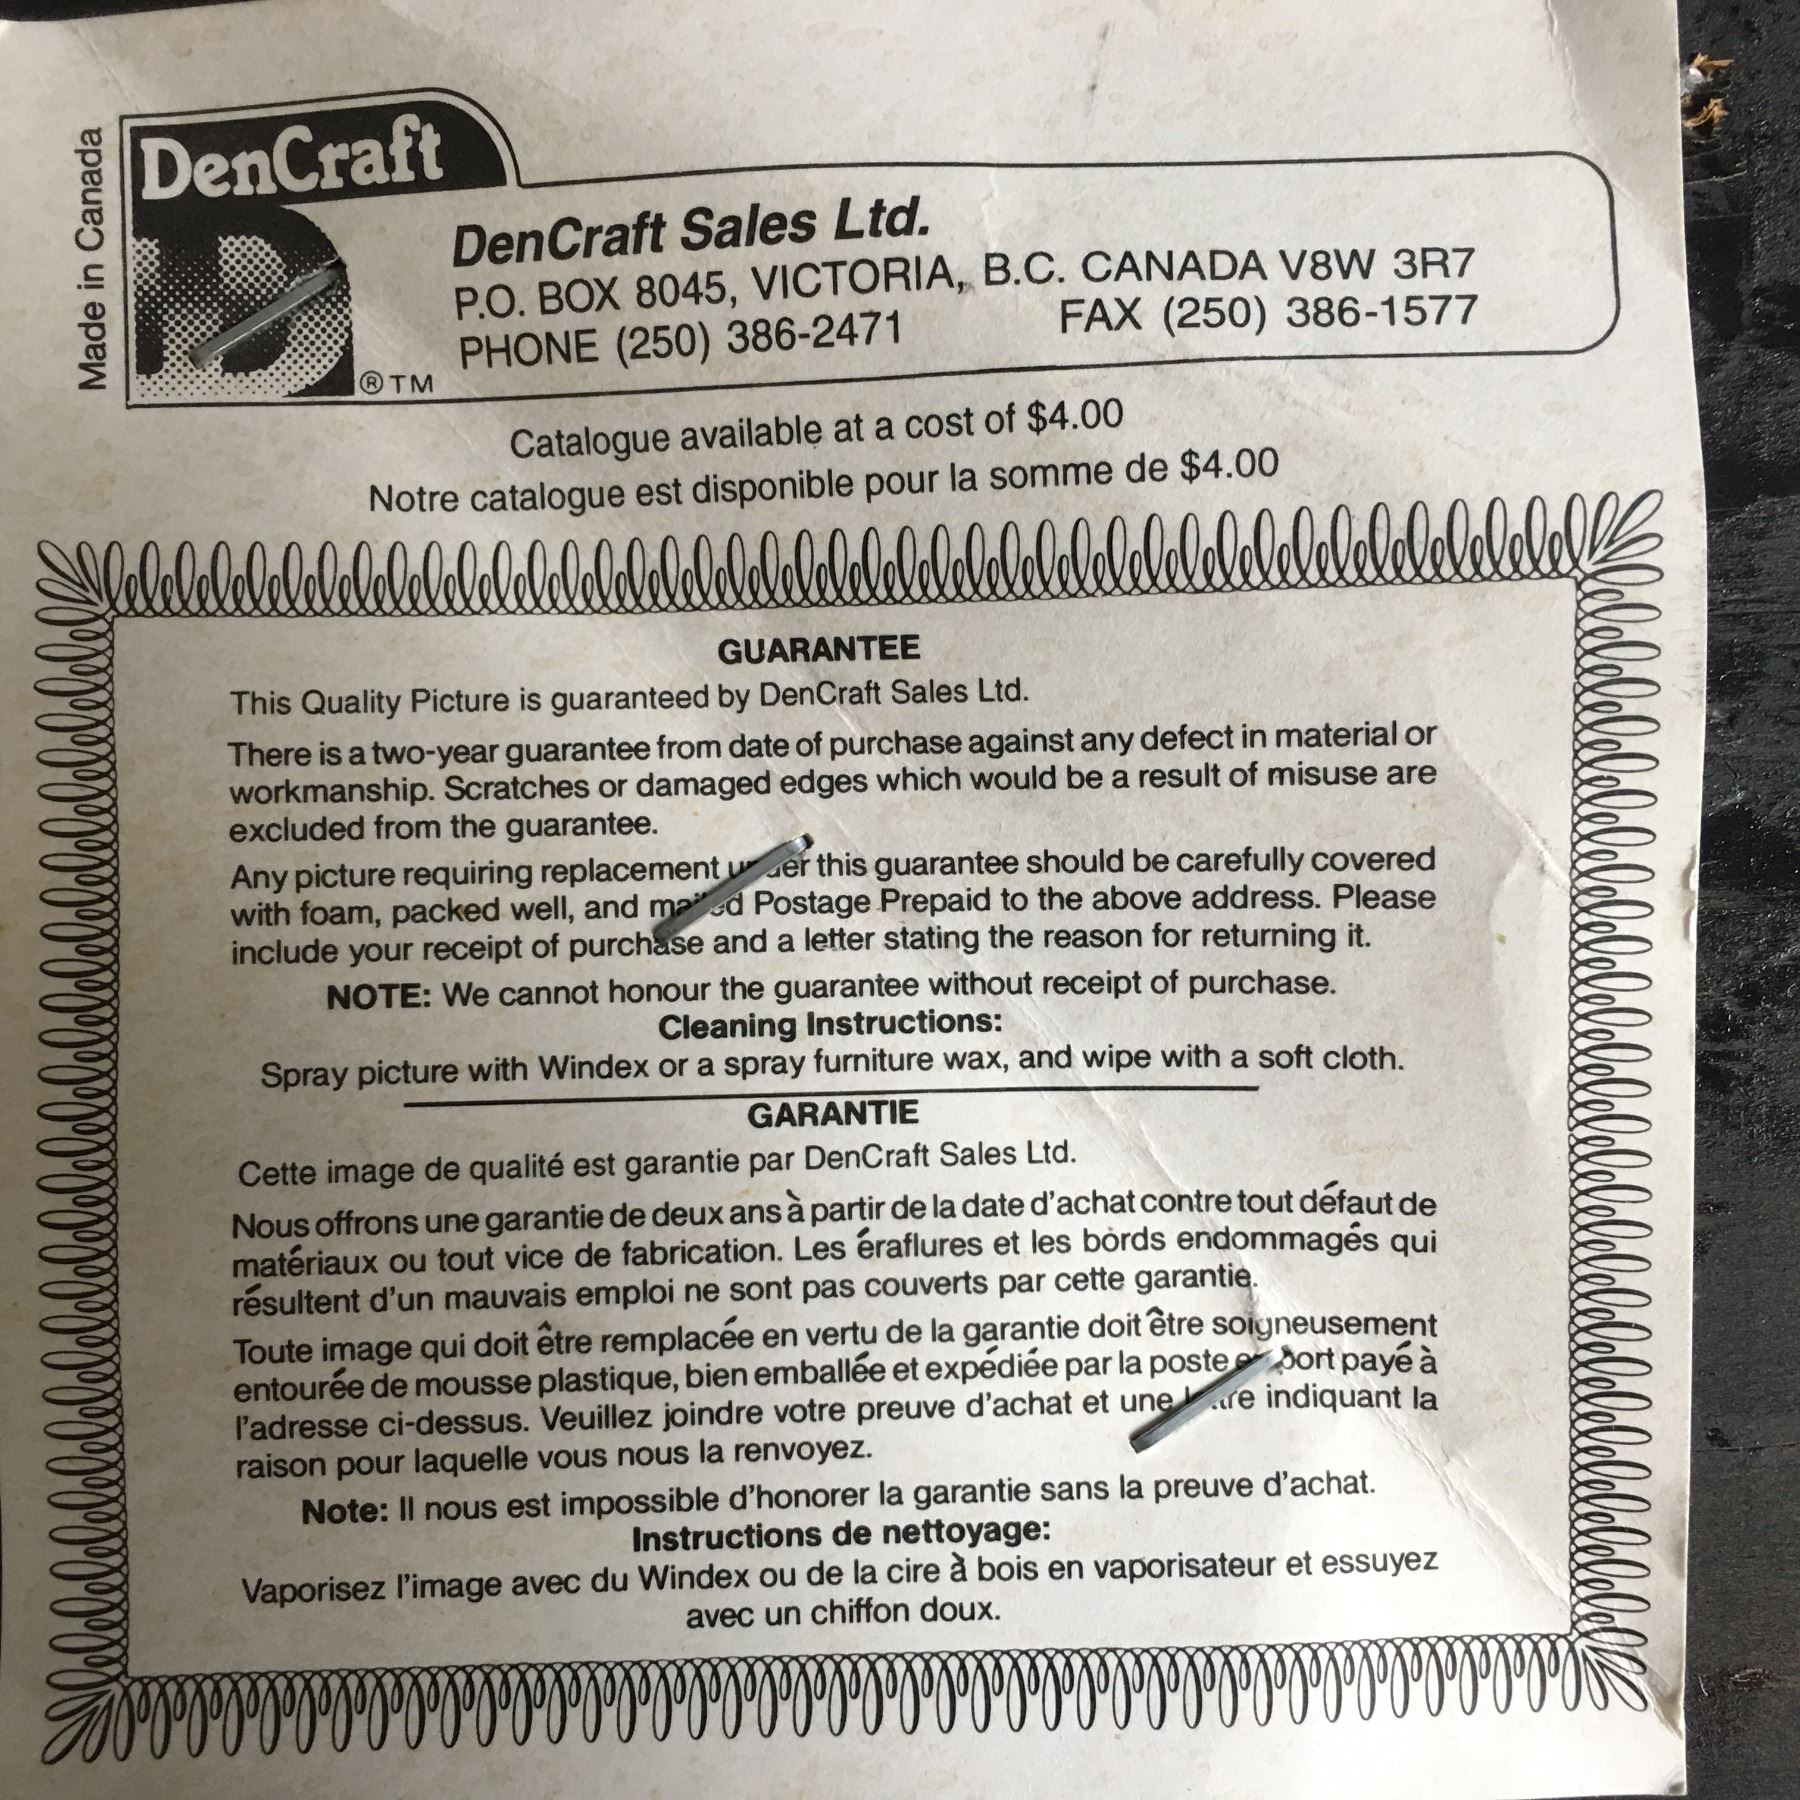 Made in Canada
DenCraft
®TM
DenCraft Sales Ltd.
P.O. BOX 8045, VICTORIA, B.C. CANADA V8W 3R7
PHONE (250) 386-2471 FAX (250) 386-1577
Catalogue available at a cost of $4.00
Notre catalogue est disponible pour la somme de $4.00
GUARANTEE
This Quality Picture is guaranteed by DenCraft Sales Ltd.
There is a two-year guarantee from date of purchase against any defect in material or
workmanship. Scratches or damaged edges which would be a result of misuse are
excluded from the guarantee.
Any picture requiring replacement under this guarantee should be carefully covered
with foam, packed well, and mailed Postage Prepaid to the above address. Please
include your receipt of purchase and a letter stating the reason for returning it.
NOTE: We cannot honour the guarantee without receipt of purchase.
Cleaning Instructions:
Spray picture with Windex or a spray furniture wax, and wipe with a soft cloth.
GARANTIE
Cette image de qualité est garantie par DenCraft Sales Ltd.
Nous offrons une garantie de deux ans à partir de la date d'achat contre tout défaut de
matériaux ou tout vice de fabrication. Les éraflures et les bords endommagés qui
résultent d'un mauvais emploi ne sont pas couverts par cette garantie.
Toute image qui doit être remplacée en vertu de la garantie doit être soigneusement
entourée de mousse plastique, bien emballée et expédiée par la poste en port payé à
l'adresse ci-dessus. Veuillez joindre votre preuve d'achat et une lettre indiquant la
raison pour laquelle vous nous la renvoyez.
Note: Il nous est impossible d'honorer la garantie sans la preuve d'achat.
Instructions de nettoyage:
Vaporisez l'image avec du Windex ou de la cire à bois en vaporisateur et essuyez
avec un chiffon doux.